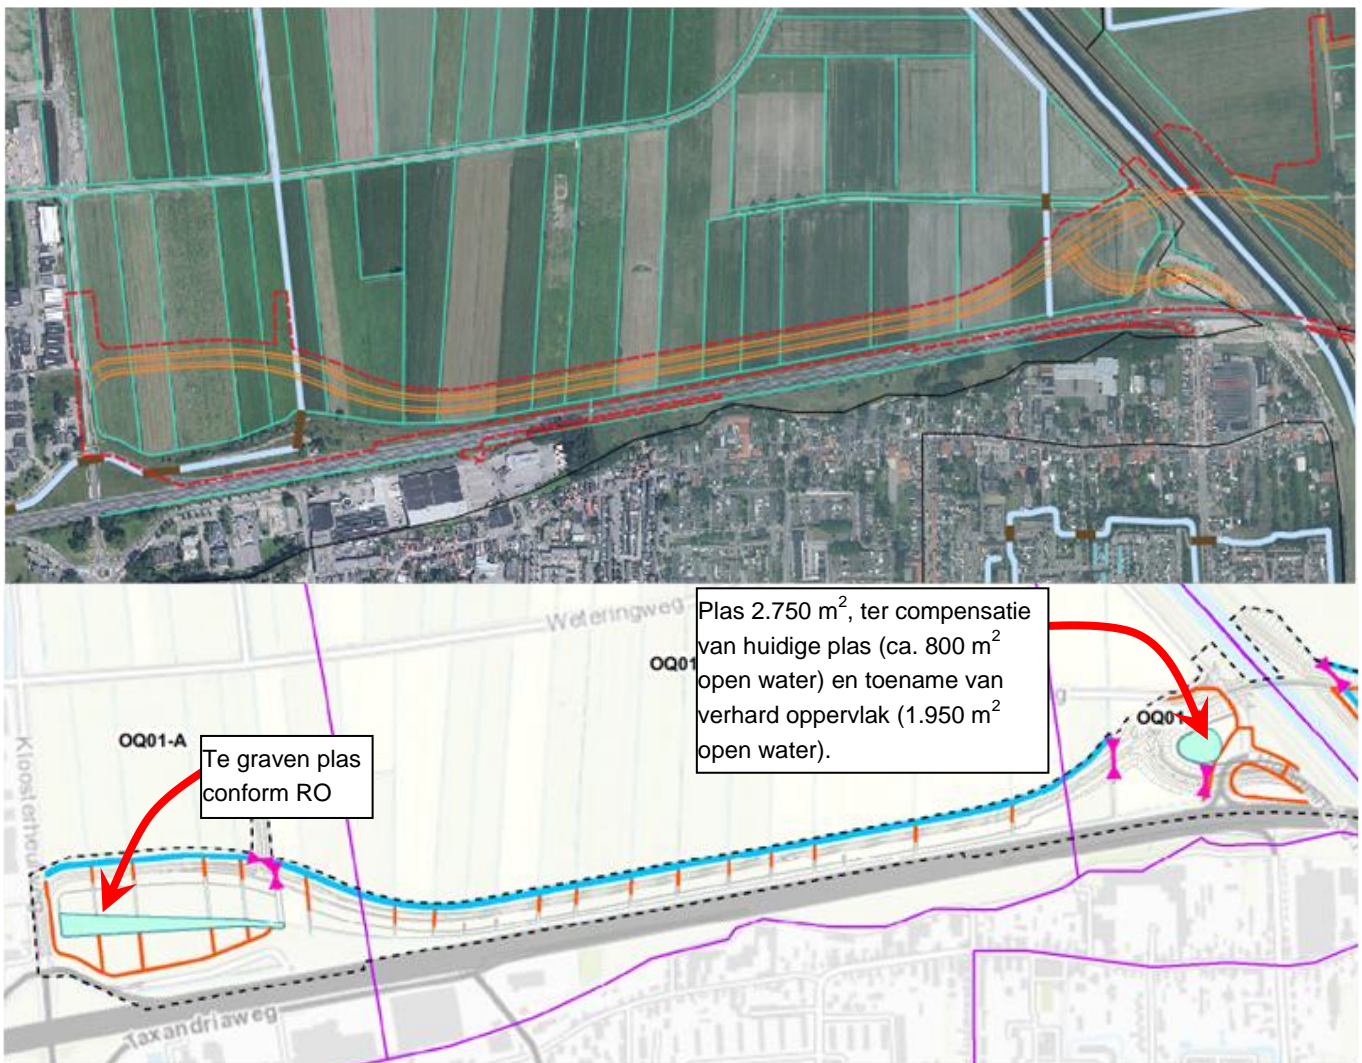 Plas 2.750 m², ter compensatie
van huidige plas (ca. 800 m²
open water) en toename van
verhard oppervlak (1.950 m²
open water).
Weteringweg
OQ01
g
OQ01
OQ01-A
Te graven plas
conform RO
Kloosterhou
Taxandriaweg